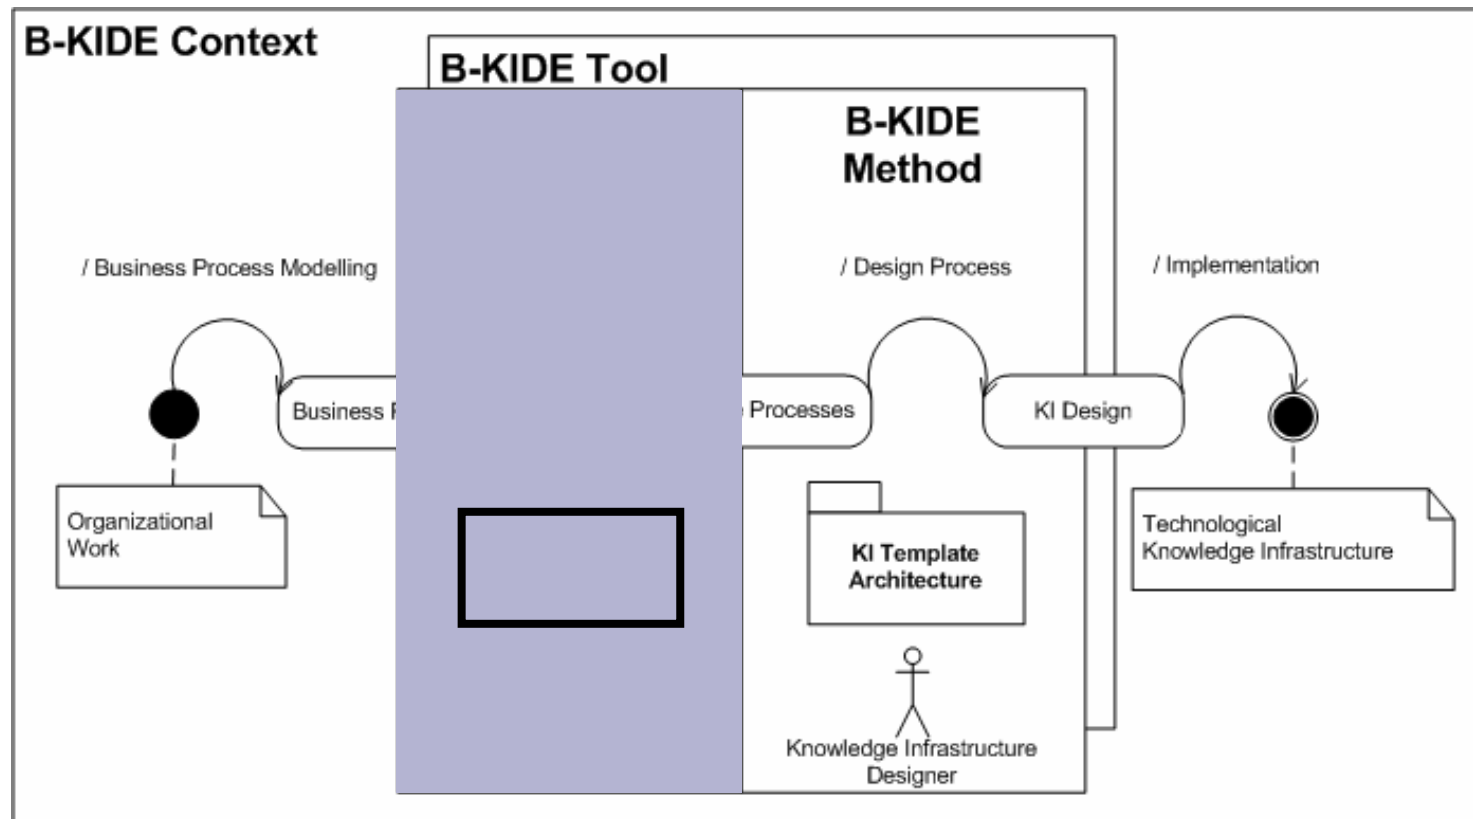 B-KIDE Context
B-KIDE Tool
B-KIDE
Method
/ Business Process Modelling
/ Design Process
/ Implementation
Business
Processes
KI Design
Organizational
Work
KI Template
Architecture
Technological
Knowledge Infrastructure
Knowledge Infrastructure
Designer